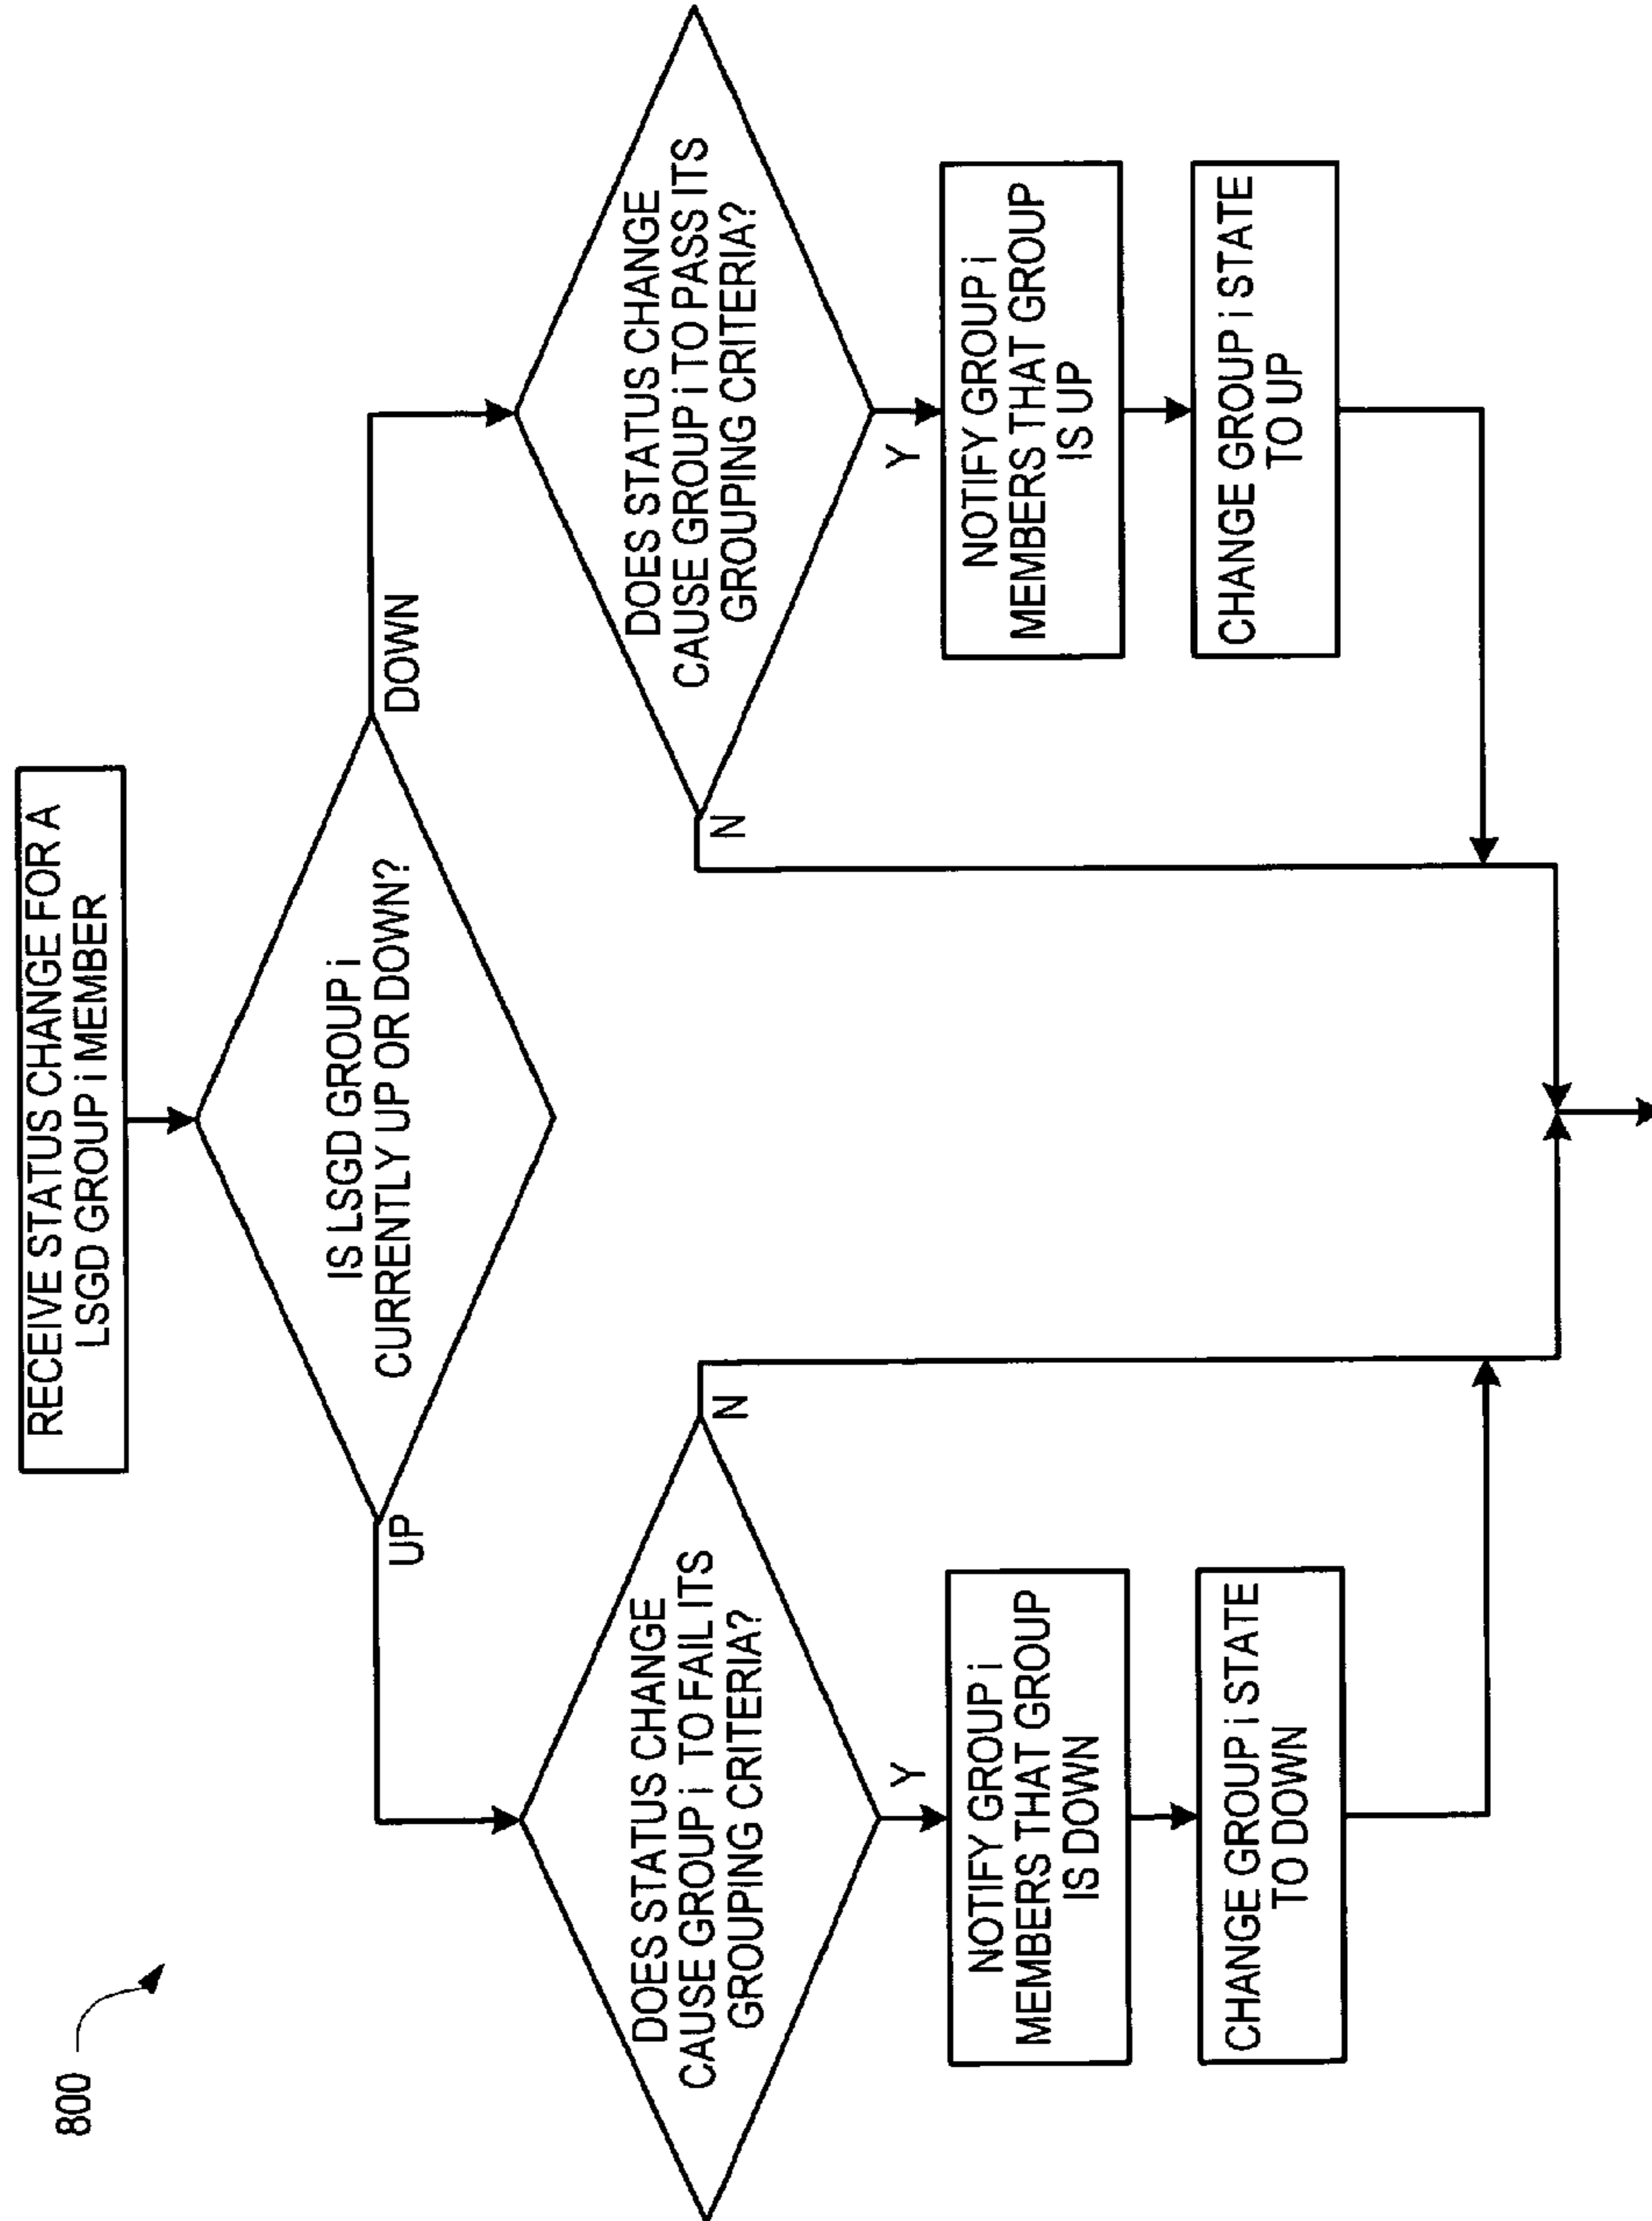 800
RECEIVE STATUS CHANGE FOR A
LSGD GROUP i MEMBER
IS LSGD GROUP i
CURRENTLY UP OR DOWN?
UP
DOWN
DOES STATUS CHANGE
CAUSE GROUP i TO FAIL ITS
GROUPING CRITERIA?
N
Y
NOTIFY GROUP i
MEMBERS THAT GROUP
IS DOWN
CHANGE GROUP i STATE
TO DOWN
DOES STATUS CHANGE
CAUSE GROUP i TO PASS ITS
GROUPING CRITERIA?
N
Y
NOTIFY GROUP i
MEMBERS THAT GROUP
IS UP
CHANGE GROUP i STATE
TO UP